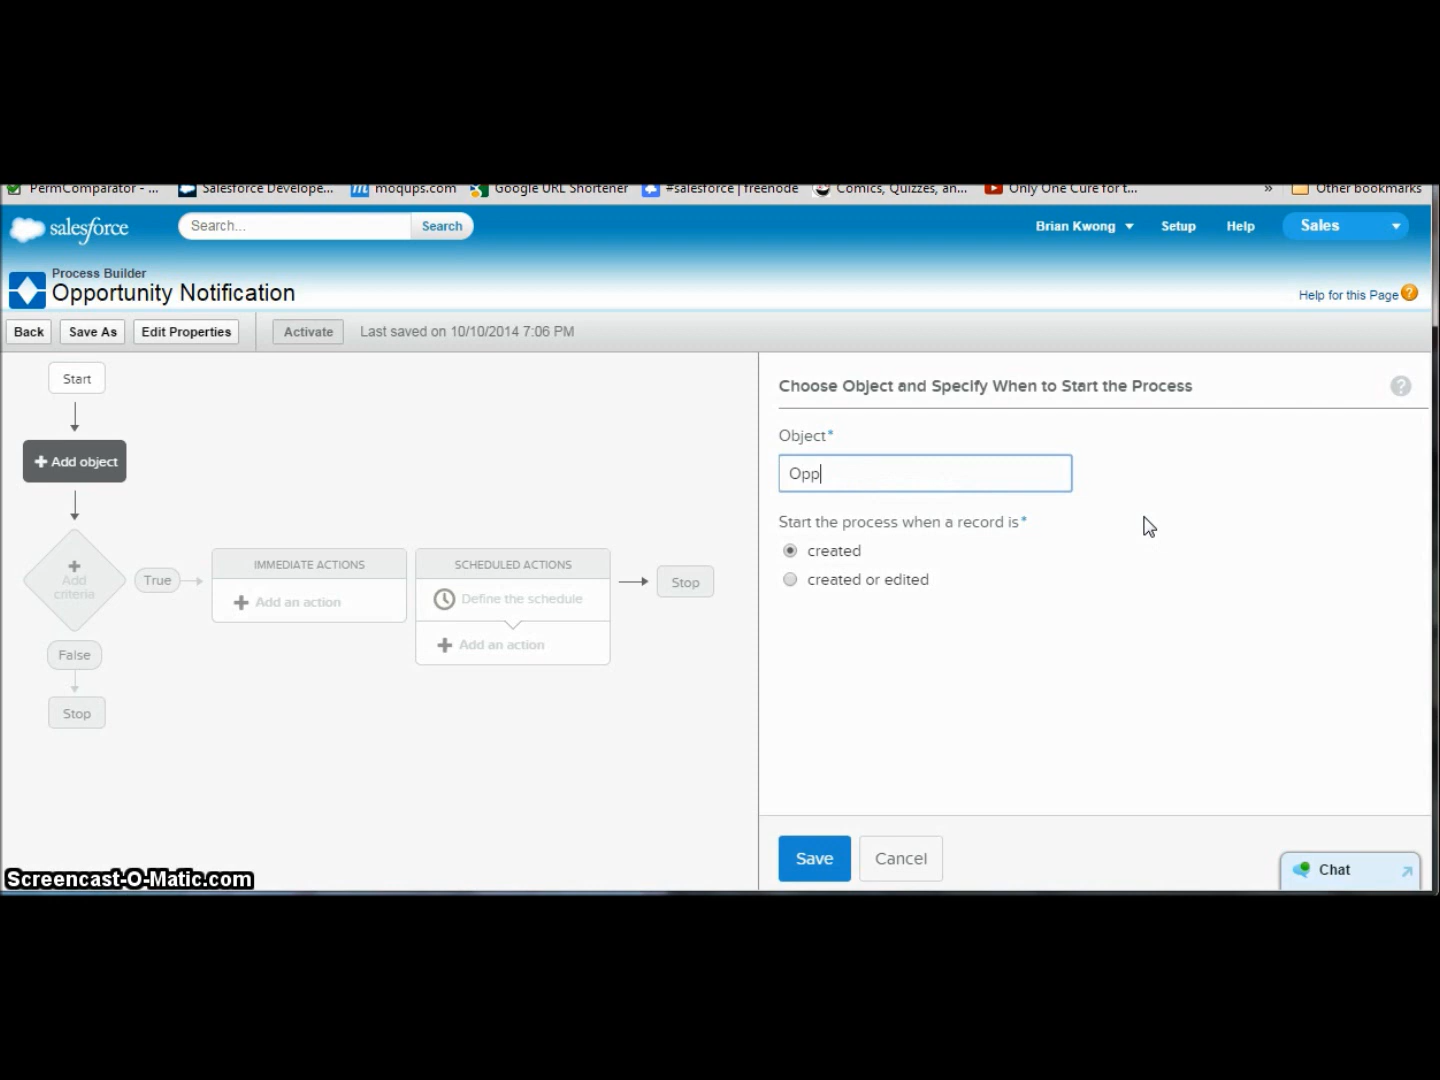 PermComparator - ... Salesforce Develope... moqups.com Google URL Shortener #salesforce | freenode Comics, Quizzes, an... Only One Cure for t... » Other bookmarks
salesforce Search... Search Brian Kwong Setup Help Sales
Process Builder
Opportunity Notification
Help for this Page ?
Back Save As Edit Properties Activate Last saved on 10/10/2014 7:06 PM
Start
+ Add object
+ Add criteria
True
IMMEDIATE ACTIONS
+ Add an action
SCHEDULED ACTIONS
Define the schedule
+ Add an action
Stop
False
Stop
Choose Object and Specify When to Start the Process ?
Object*
Opp
Start the process when a record is*
created
created or edited
Save Cancel
Chat
Screencast-O-Matic.com